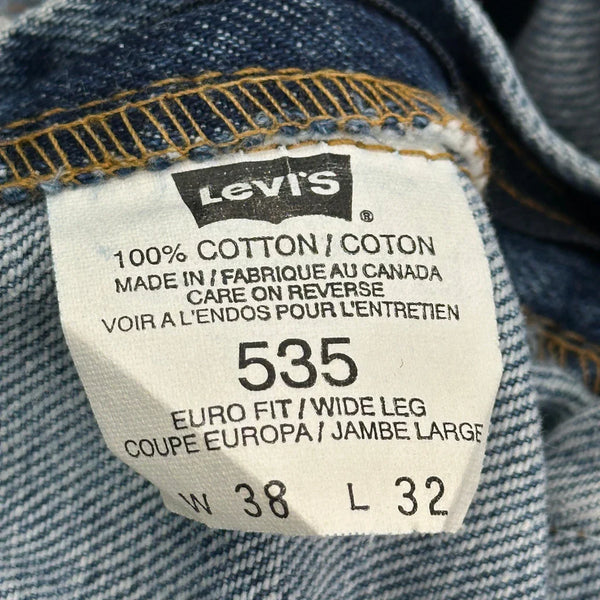 LEVI'S ®
100% COTTON / COTON
MADE IN / FABRIQUE AU CANADA
CARE ON REVERSE
VOIR A L'ENDOS POUR L'ENTRETIEN
535
EURO FIT / WIDE LEG
COUPE EUROPA / JAMBE LARGE
W 38 L 32